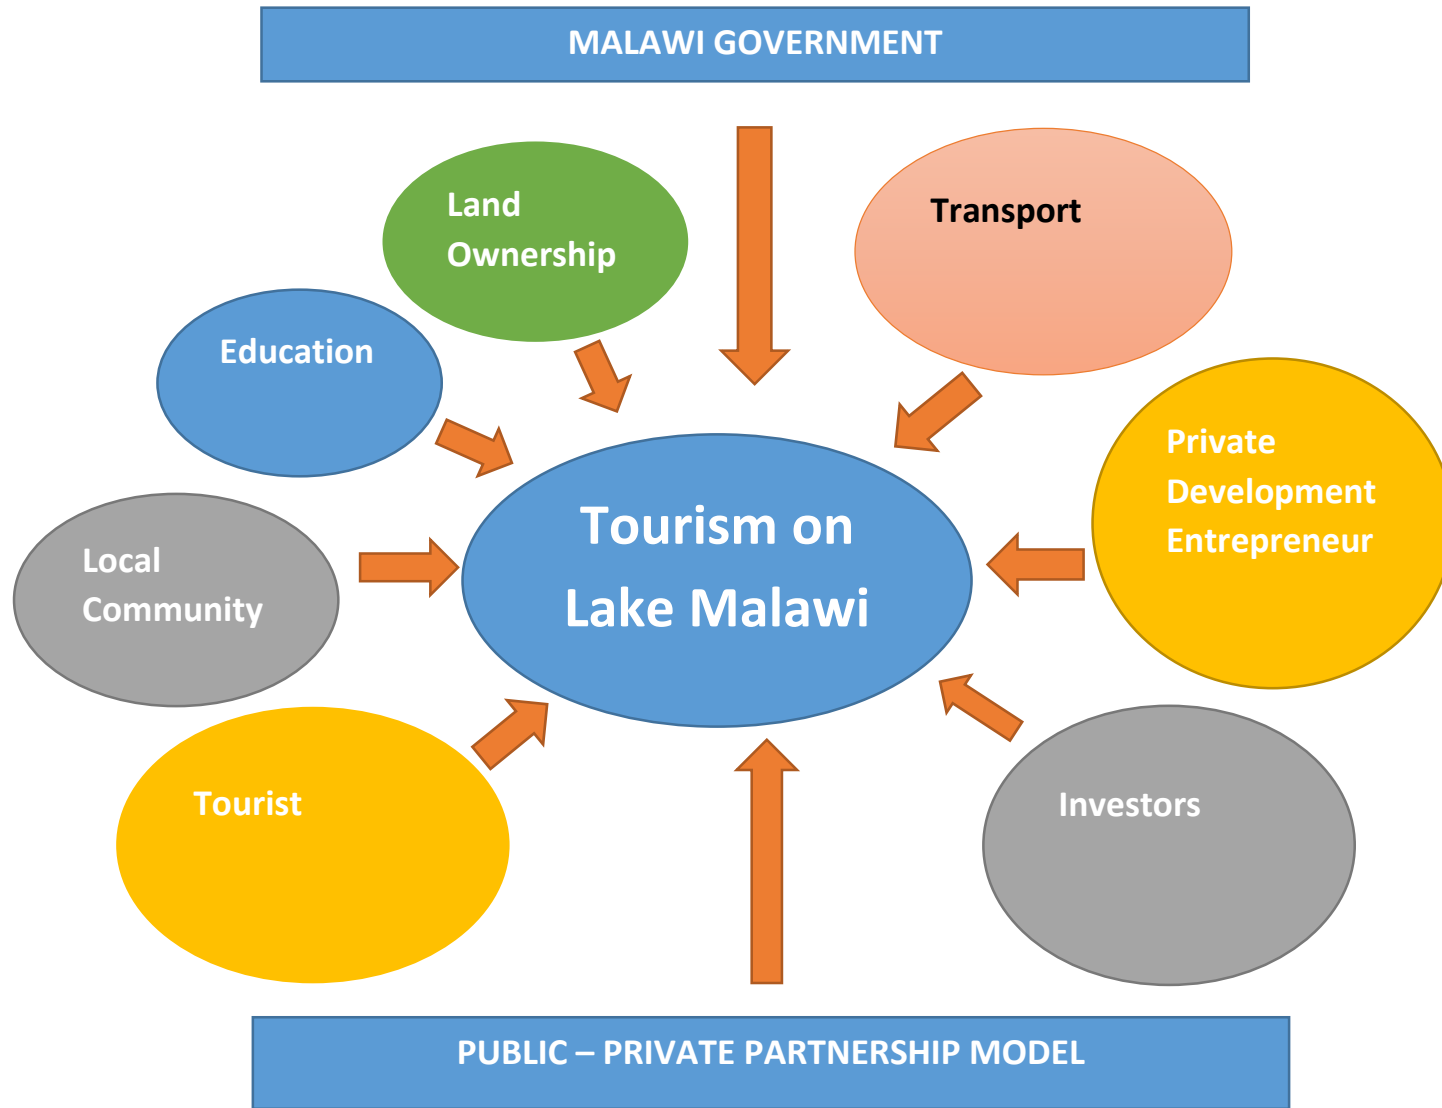 MALAWI GOVERNMENT
Land
Ownership
Transport
Education
Private
Development
Entrepreneur
Tourism on
Lake Malawi
Local
Community
Tourist
Investors
PUBLIC – PRIVATE PARTNERSHIP MODEL